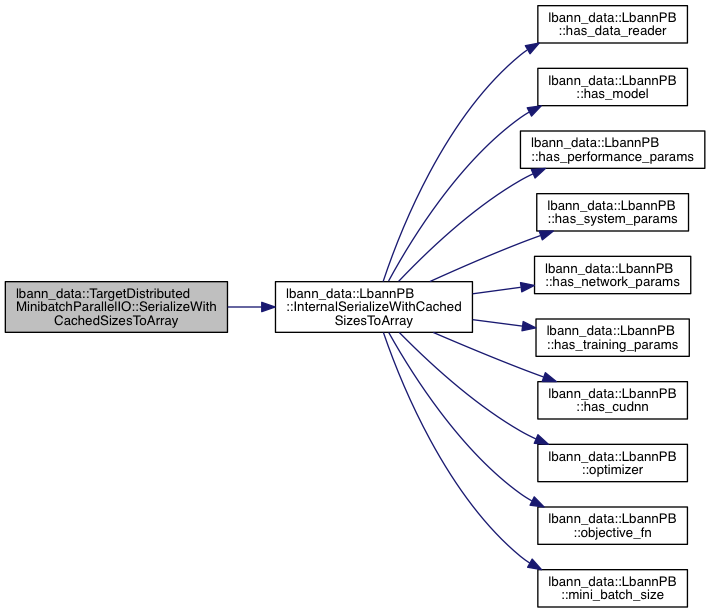 lbann_data::TargetDistributed
MinibatchParallelIO::SerializeWith
CachedSizesToArray
lbann_data::LbannPB
::InternalSerializeWithCached
SizesToArray
lbann_data::LbannPB
::has_data_reader
lbann_data::LbannPB
::has_model
lbann_data::LbannPB
::has_performance_params
lbann_data::LbannPB
::has_system_params
lbann_data::LbannPB
::has_network_params
lbann_data::LbannPB
::has_training_params
lbann_data::LbannPB
::has_cudnn
lbann_data::LbannPB
::optimizer
lbann_data::LbannPB
::objective_fn
lbann_data::LbannPB
::mini_batch_size